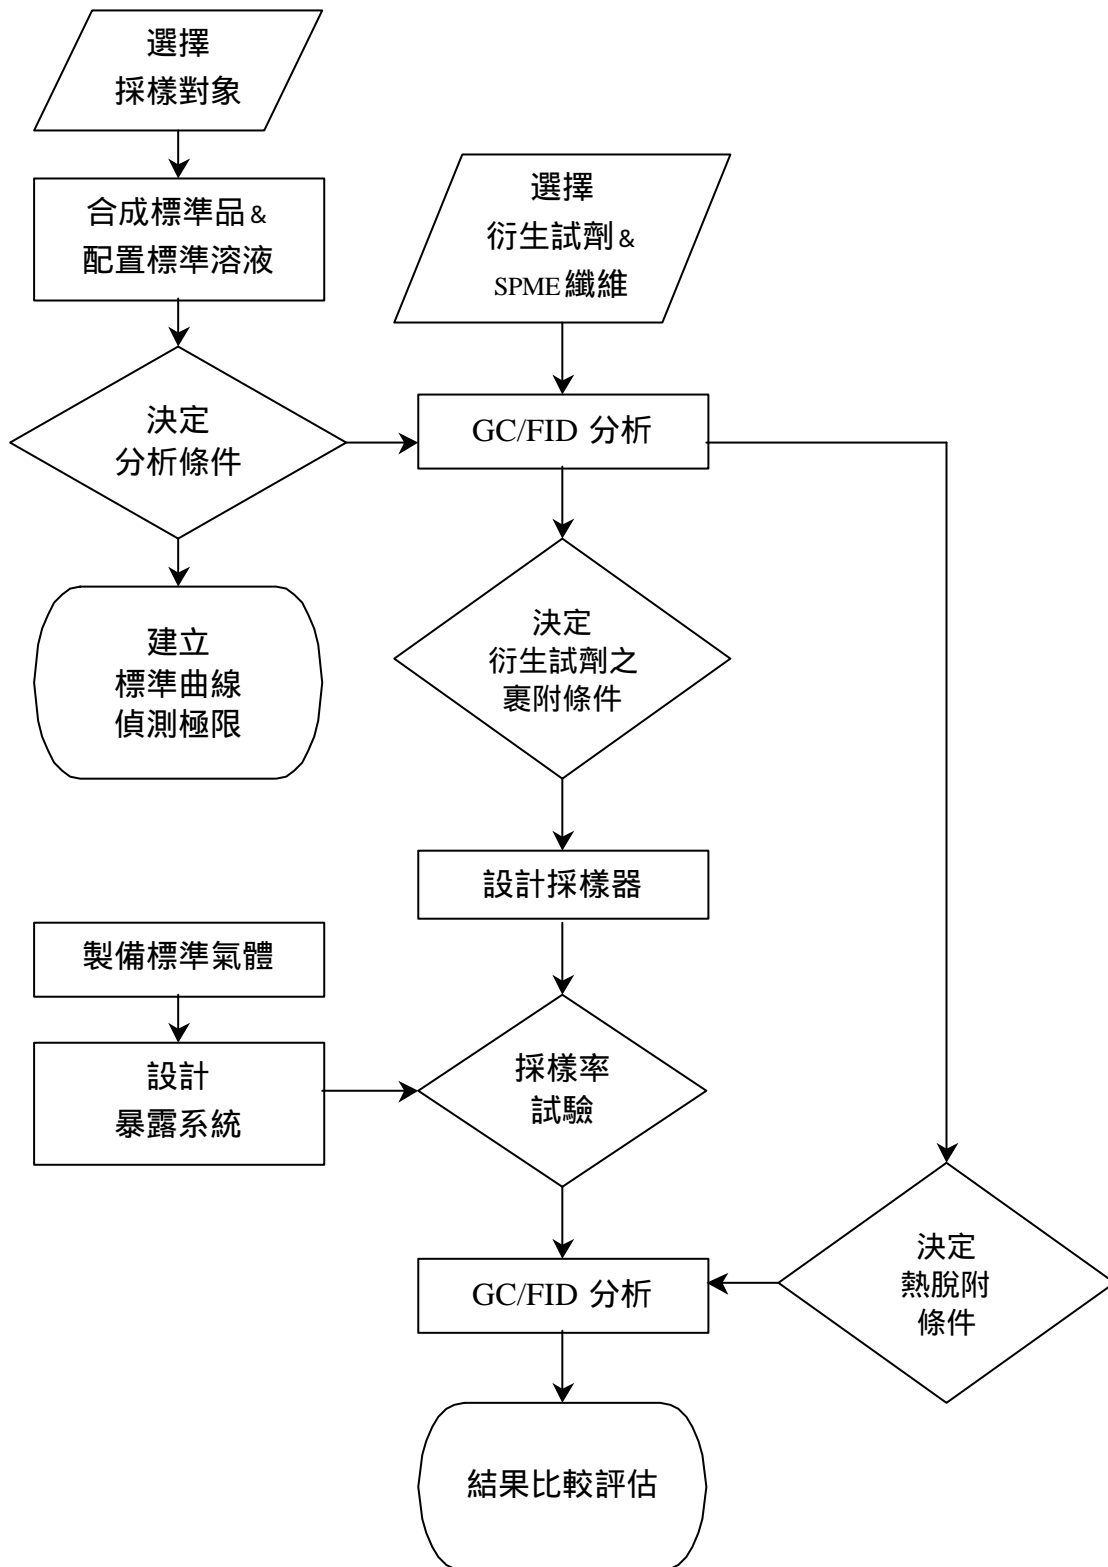 選擇
採樣對象
合成標準品&
配置標準溶液
選擇
衍生試劑&
SPME 纖維
決定
分析條件
GC/FID 分析
建立
標準曲線
偵測極限
決定
衍生試劑之
裹附條件
設計採樣器
製備標準氣體
設計
暴露系統
採樣率
試驗
GC/FID 分析
決定
熱脫附
條件
結果比較評估